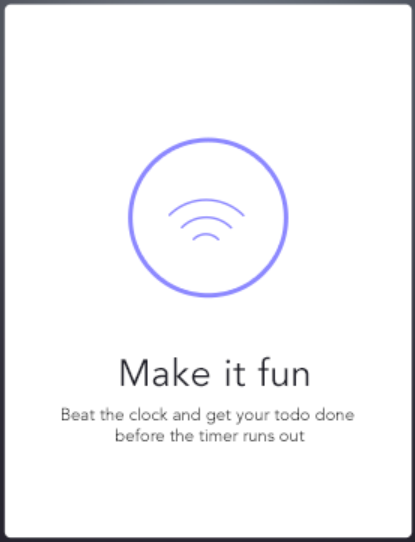 Make it fun
Beat the clock and get your todo done
before the timer runs out